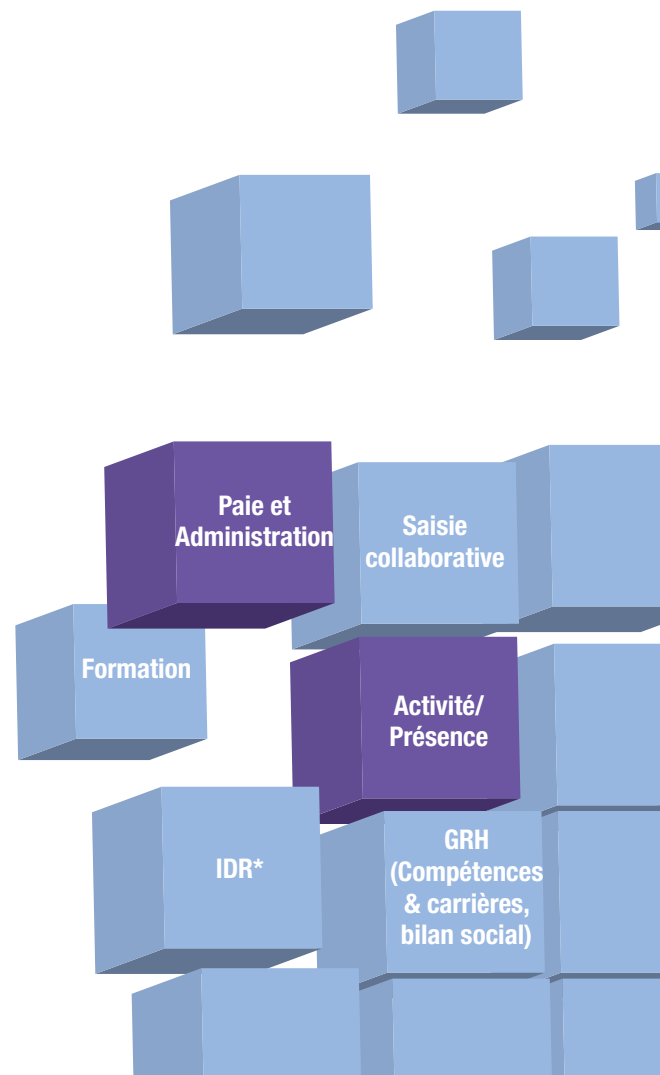 Paie et
Administration
Saisie
collaborative
Formation
Activité/
Présence
IDR*
GRH
(Compétences
& carrières,
bilan social)